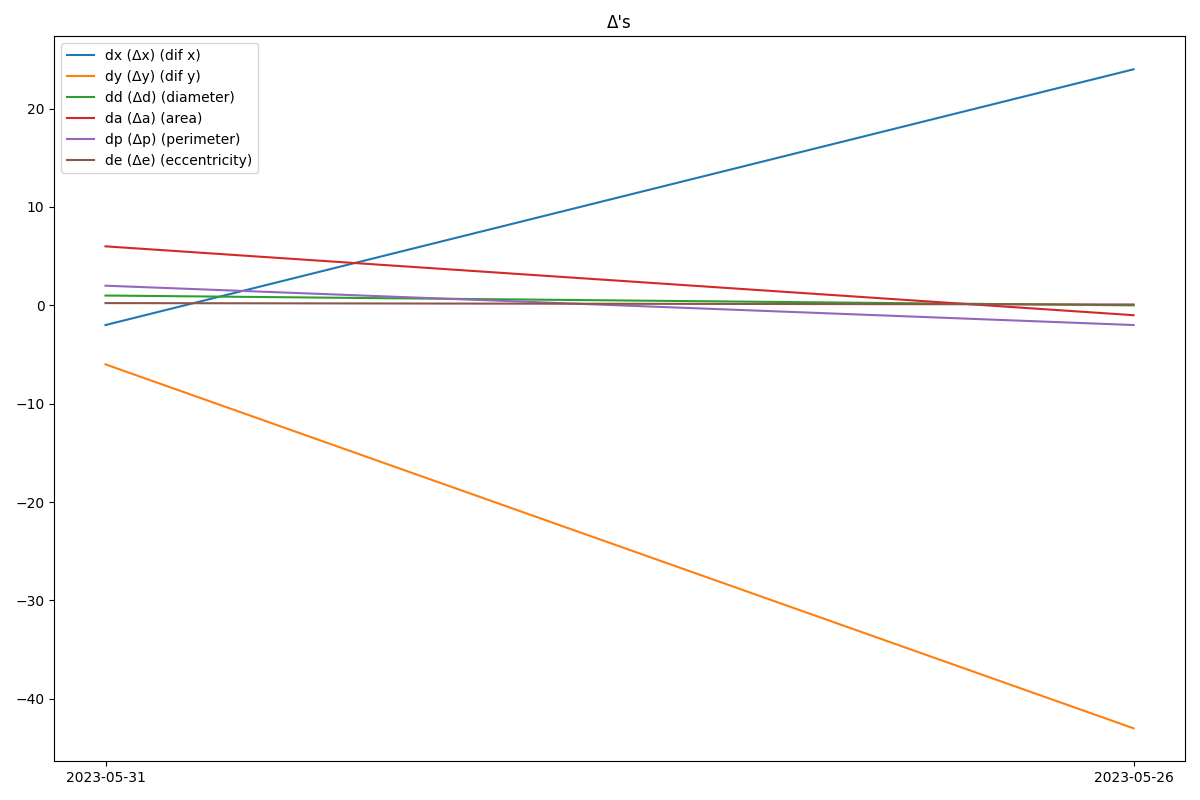 Δ's
dx (Δx) (dif x)
dy (Δy) (dif y)
dd (Δd) (diameter)
da (Δa) (area)
dp (Δp) (perimeter)
de (Δe) (eccentricity)
20
10
0
−10
−20
−30
−40
2023-05-31 2023-05-26